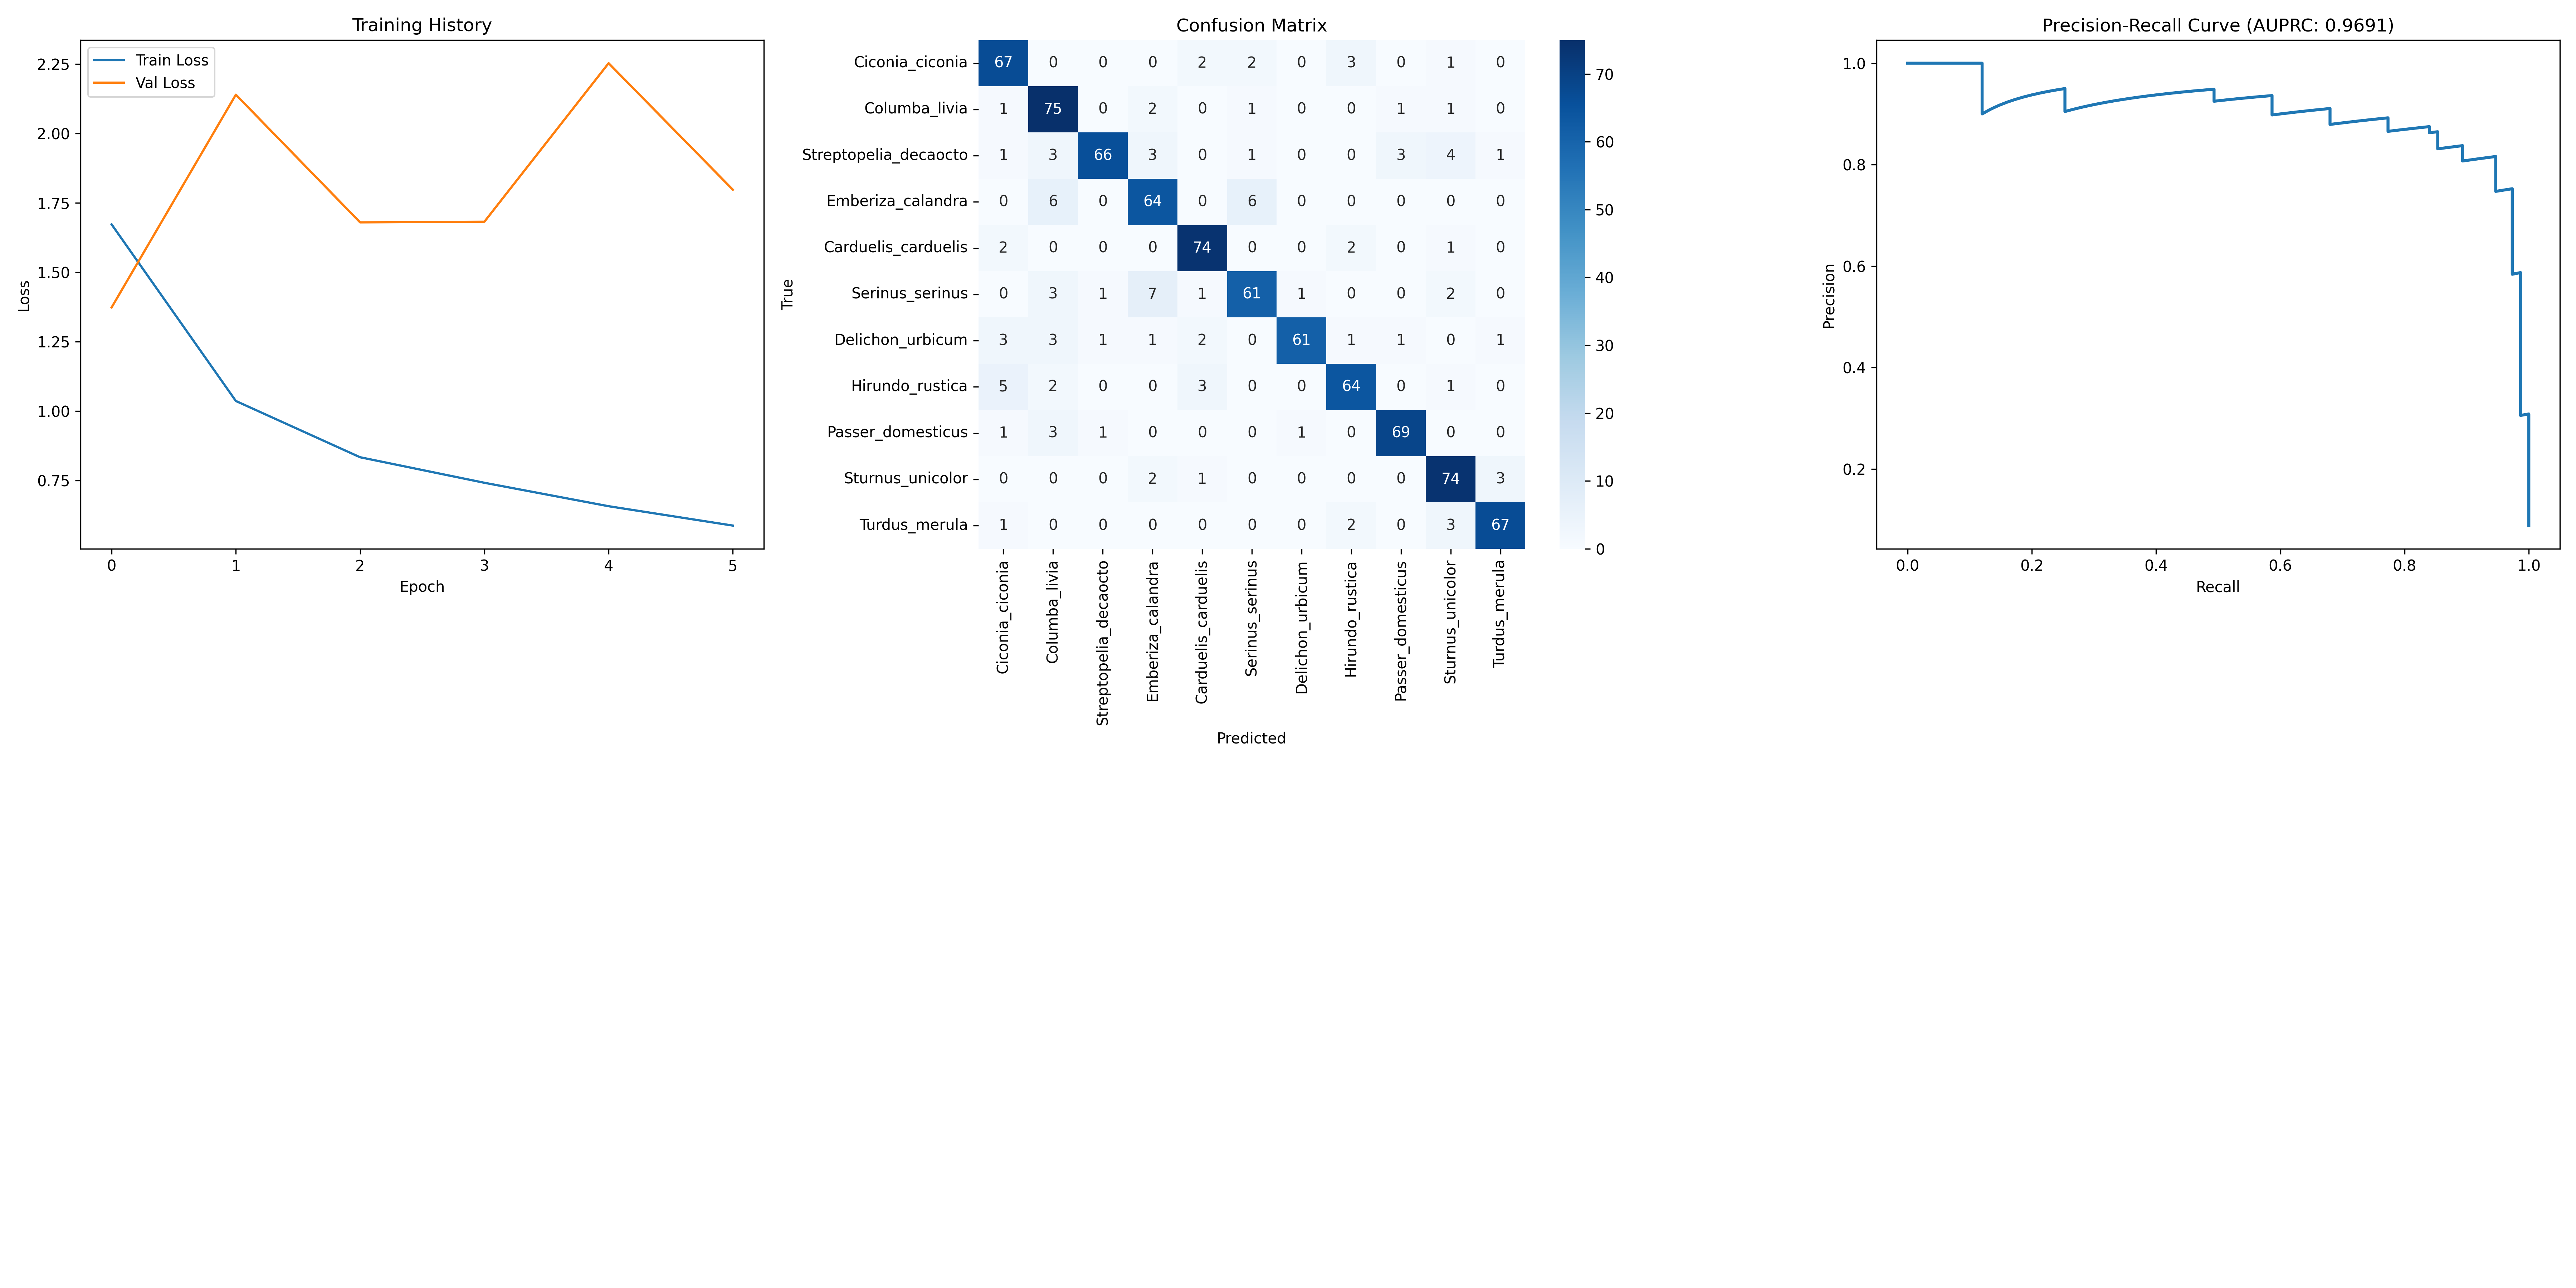 Training History
Train Loss
Val Loss
2.25
2.00
1.75
1.50
1.25
1.00
0.75
Loss
0 1 2 3 4 5
Epoch
Confusion Matrix
True
Ciconia_ciconia 67 0 0 0 2 2 0 3 0 1 0
Columba_livia 1 75 0 2 0 1 0 0 1 1 0
Streptopelia_decaocto 1 3 66 3 0 1 0 0 3 4 1
Emberiza_calandra 0 6 0 64 0 6 0 0 0 0 0
Carduelis_carduelis 2 0 0 0 74 0 0 2 0 1 0
Serinus_serinus 0 3 1 7 1 61 1 0 0 2 0
Delichon_urbicum 3 3 1 1 2 0 61 1 1 0 1
Hirundo_rustica 5 2 0 0 3 0 0 64 0 1 0
Passer_domesticus 1 3 1 0 0 0 1 0 69 0 0
Sturnus_unicolor 0 0 0 2 1 0 0 0 0 74 3
Turdus_merula 1 0 0 0 0 0 0 2 0 3 67
Ciconia_ciconia
Columba_livia
Streptopelia_decaocto
Emberiza_calandra
Carduelis_carduelis
Serinus_serinus
Delichon_urbicum
Hirundo_rustica
Passer_domesticus
Sturnus_unicolor
Turdus_merula
Predicted
70
60
50
40
30
20
10
0
Precision-Recall Curve (AUPRC: 0.9691)
1.0
0.8
0.6
0.4
0.2
Precision
0.0 0.2 0.4 0.6 0.8 1.0
Recall